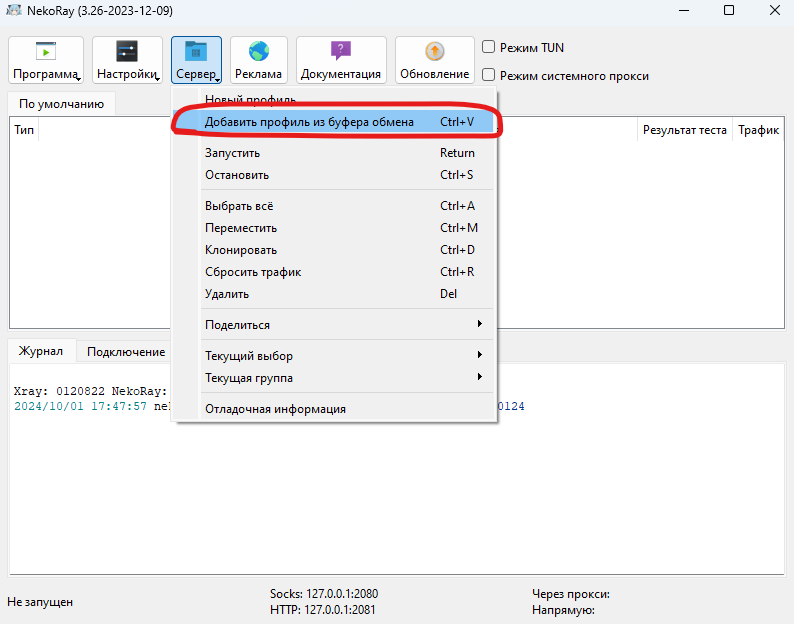 NekoRay (3.26-2023-12-09)
Программа Настройки Сервер Реклама Документация Обновление
Режим TUN
Режим системного прокси
По умолчанию
Тип Результат теста Трафик
Новый профиль
Добавить профиль из буфера обмена Ctrl+V
Запустить Return
Остановить Ctrl+S
Выбрать всё Ctrl+A
Переместить Ctrl+M
Клонировать Ctrl+D
Сбросить трафик Ctrl+R
Удалить Del
Поделиться
Текущий выбор
Текущая группа
Отладочная информация
Журнал Подключение
Xray: 0120822 NekoRay:
2024/10/01 17:47:57 0124
Не запущен
Socks: 127.0.0.1:2080
HTTP: 127.0.0.1:2081
Через прокси:
Напрямую: